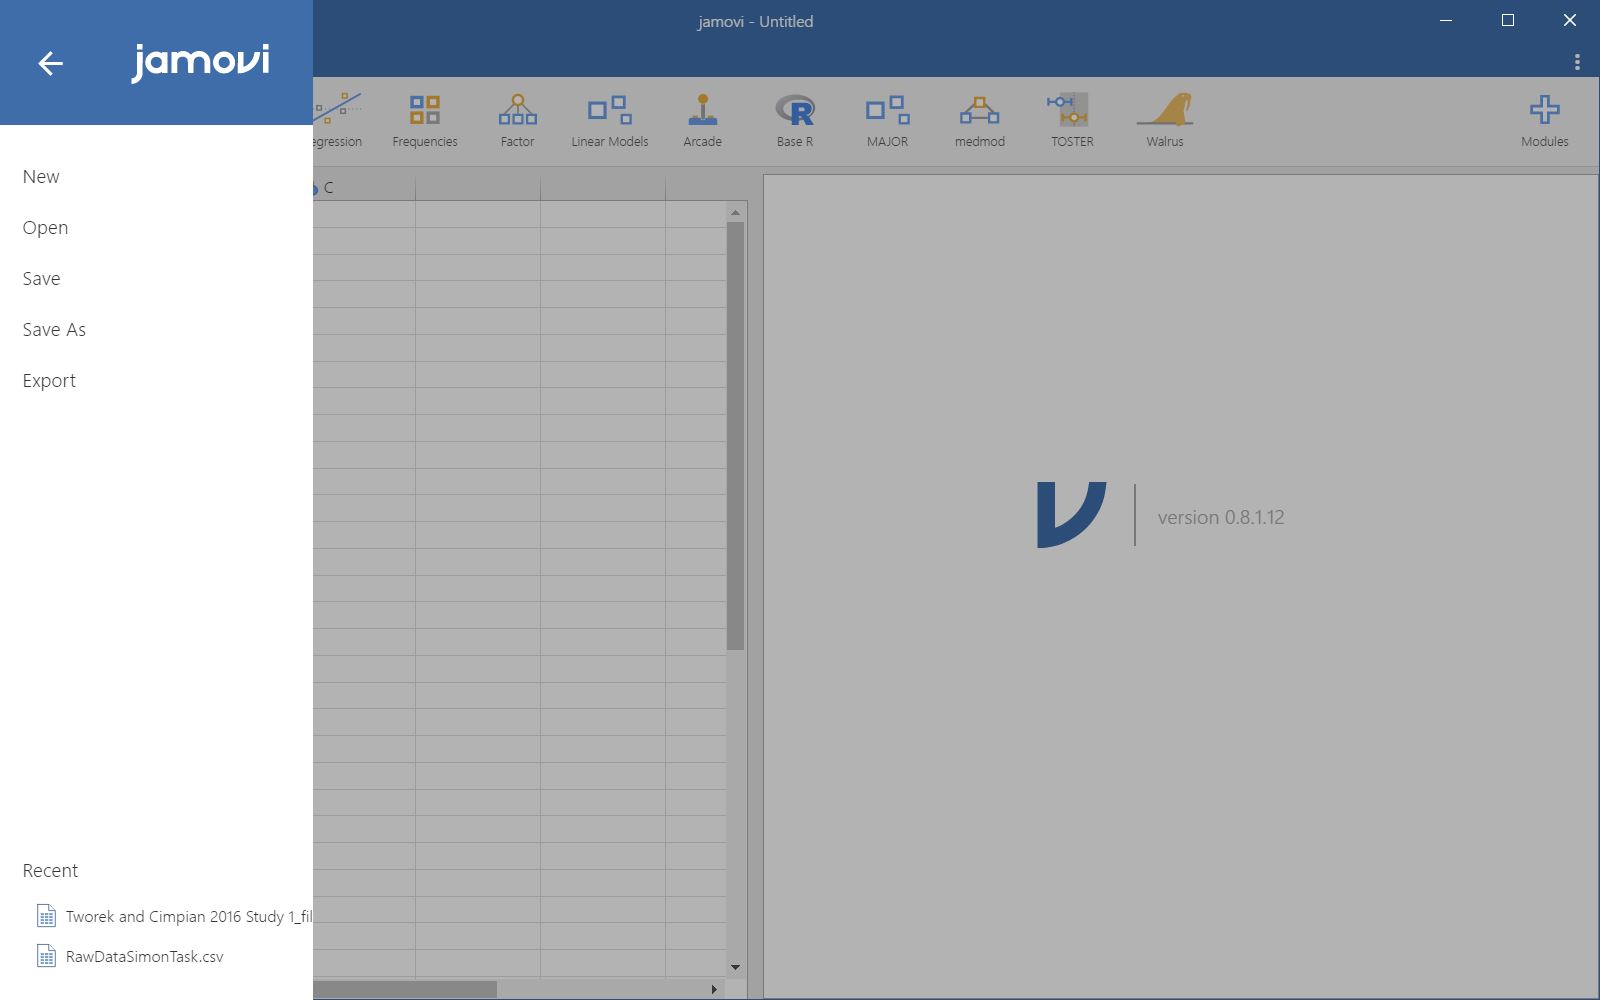 jamovi - Untitled
jamovi
egression
Frequencies
Factor
Linear Models
Arcade
Base R
MAJOR
medmod
TOSTER
Walrus
Modules
C
New
Open
Save
Save As
Export
version 0.8.1.12
Recent
Tworek and Cimpian 2016 Study 1_fil
RawDataSimonTask.csv